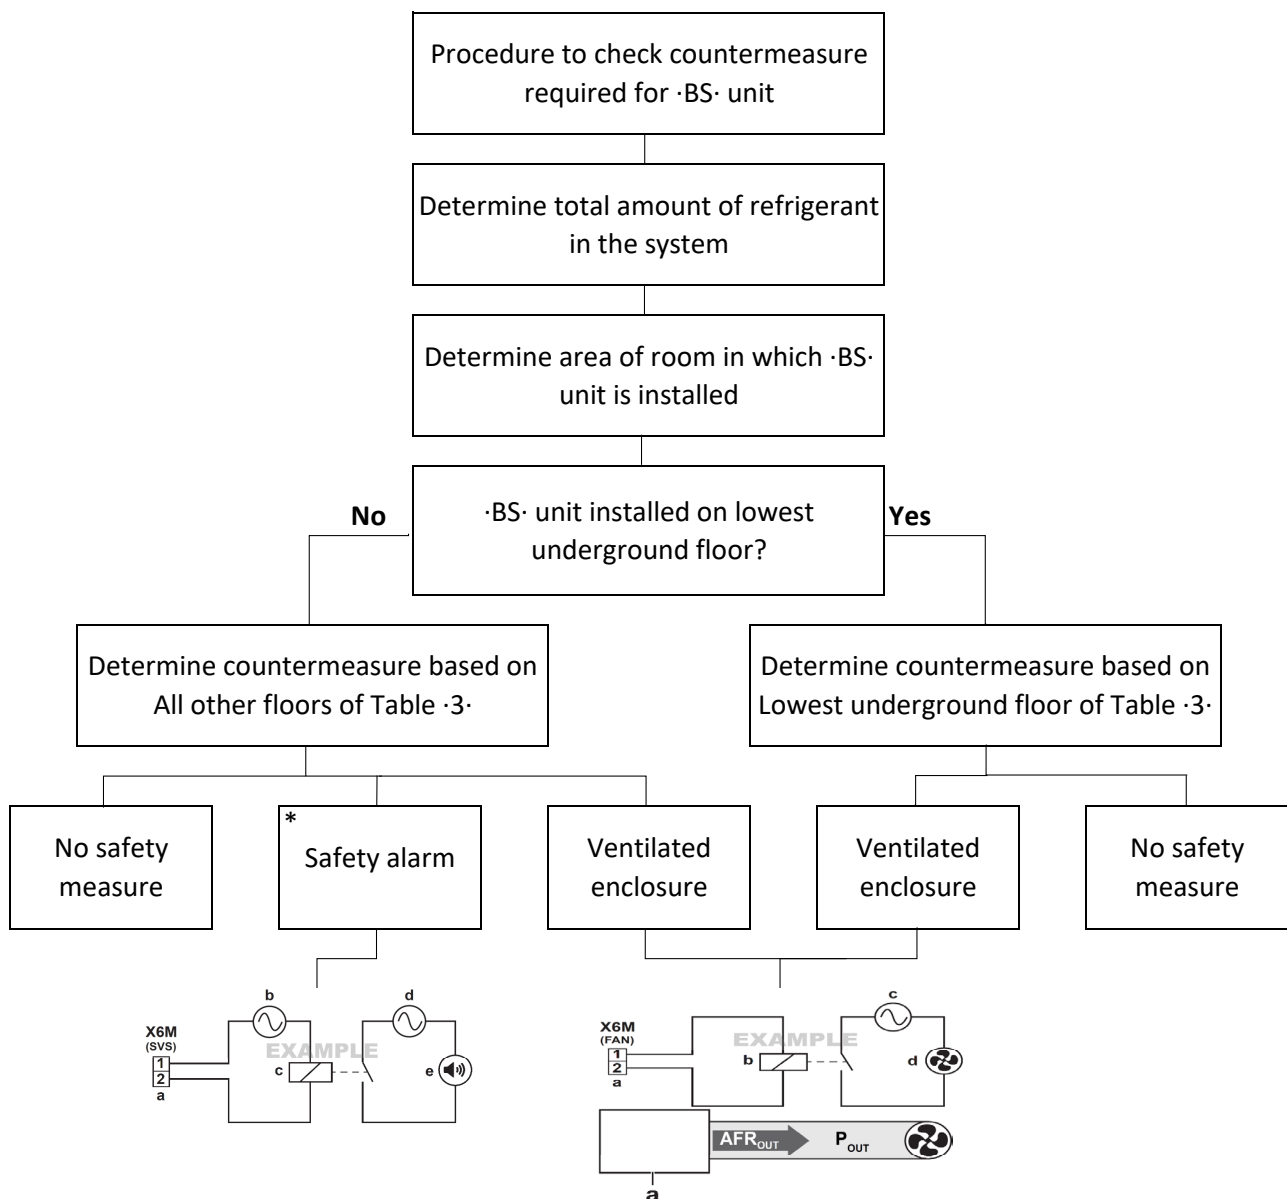 Procedure to check countermeasure
required for ·BS· unit
Determine total amount of refrigerant
in the system
Determine area of room in which ·BS·
unit is installed
No
·BS· unit installed on lowest
underground floor?
Yes
Determine countermeasure based on
All other floors of Table ·3·
Determine countermeasure based on
Lowest underground floor of Table ·3·
No safety
measure
*
Safety alarm
Ventilated
enclosure
Ventilated
enclosure
No safety
measure
X6M
(SVS)
1
2
a
b
EXAMPLE
c
d
e
X6M
(FAN)
1
2
a
EXAMPLE
b
c
d
AFROUT
POUT
a